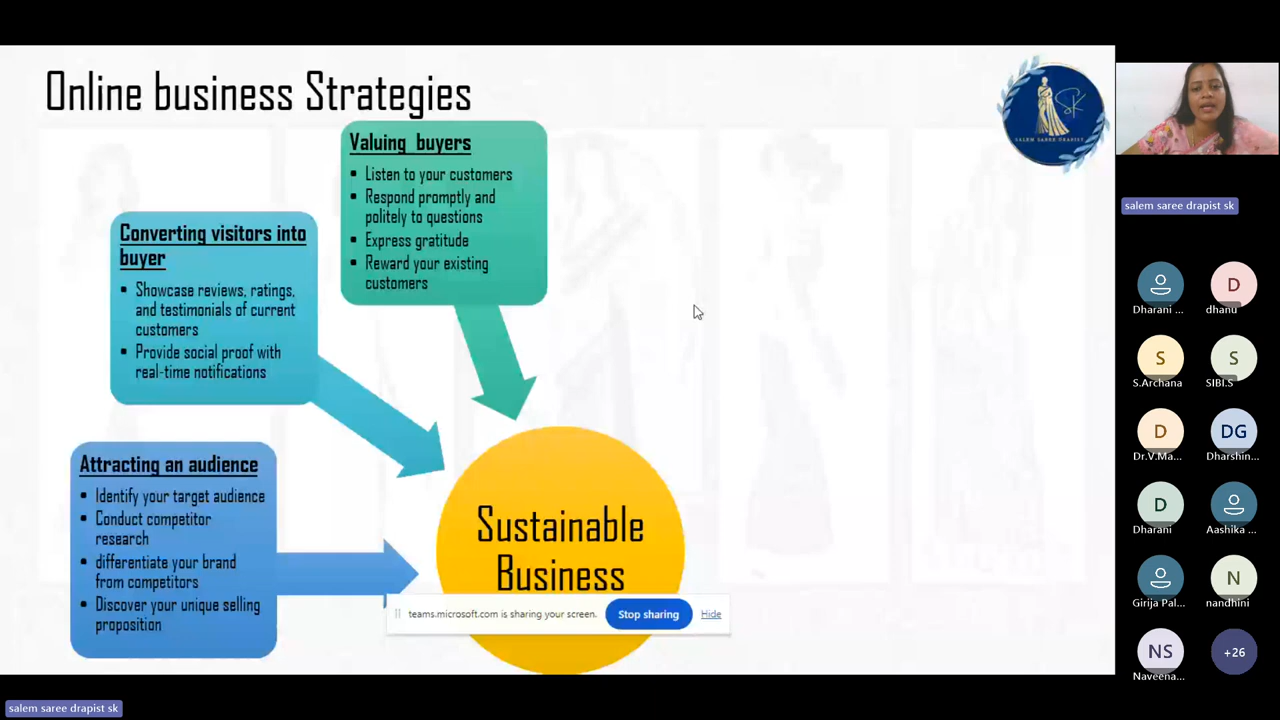 Online business Strategies
Valuing buyers
Listen to your customers
Respond promptly and
politely to questions
Express gratitude
Reward your existing
customers
Converting visitors into
buyer
Showcase reviews, ratings,
and testimonials of current
customers
Provide social proof with
real-time notifications
Attracting an audience
Identify your target audience
Conduct competitor
research
differentiate your brand
from competitors
Discover your unique selling
proposition
Sustainable
Business
teams.microsoft.com is sharing your screen.
Stop sharing
Hide
SK
SALEM SAREE DRAPIST
salem saree drapist sk
Dharani ...
D
dhanu
S
S.Archana
S
SIBI.S
D
Dr.V.Ma...
DG
Dharshin...
D
Dharani
Aashika ...
Girija Pal...
N
nandhini
NS
Naveena...
+26
salem saree drapist sk